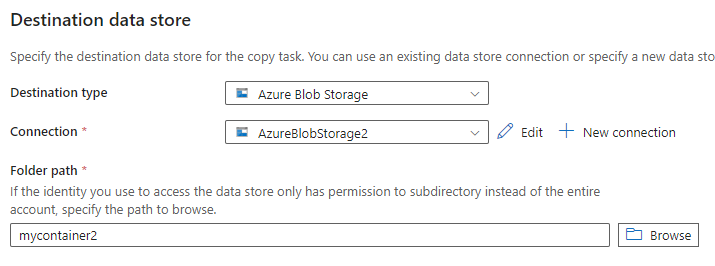 Destination data store
Specify the destination data store for the copy task. You can use an existing data store connection or specify a new data sto
Destination type
Azure Blob Storage
Connection *
AzureBlobStorage2
Edit
New connection
Folder path *
If the identity you use to access the data store only has permission to subdirectory instead of the entire
account, specify the path to browse.
mycontainer2
Browse